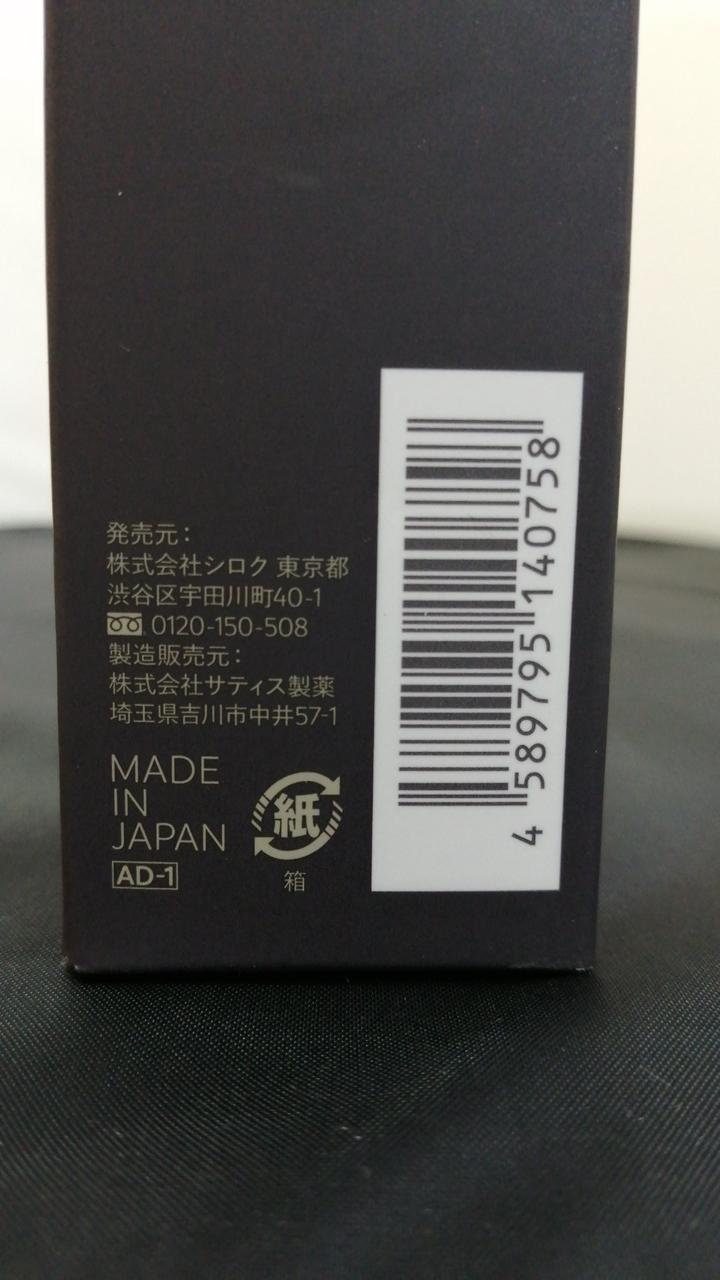 発売元：
株式会社シロク 東京都
渋谷区宇田川町40-1
0120-150-508
製造販売元：
株式会社サティス製薬
埼玉県吉川市中井57-1
MADE
IN
JAPAN
AD-1
紙
箱
4 589795 140758